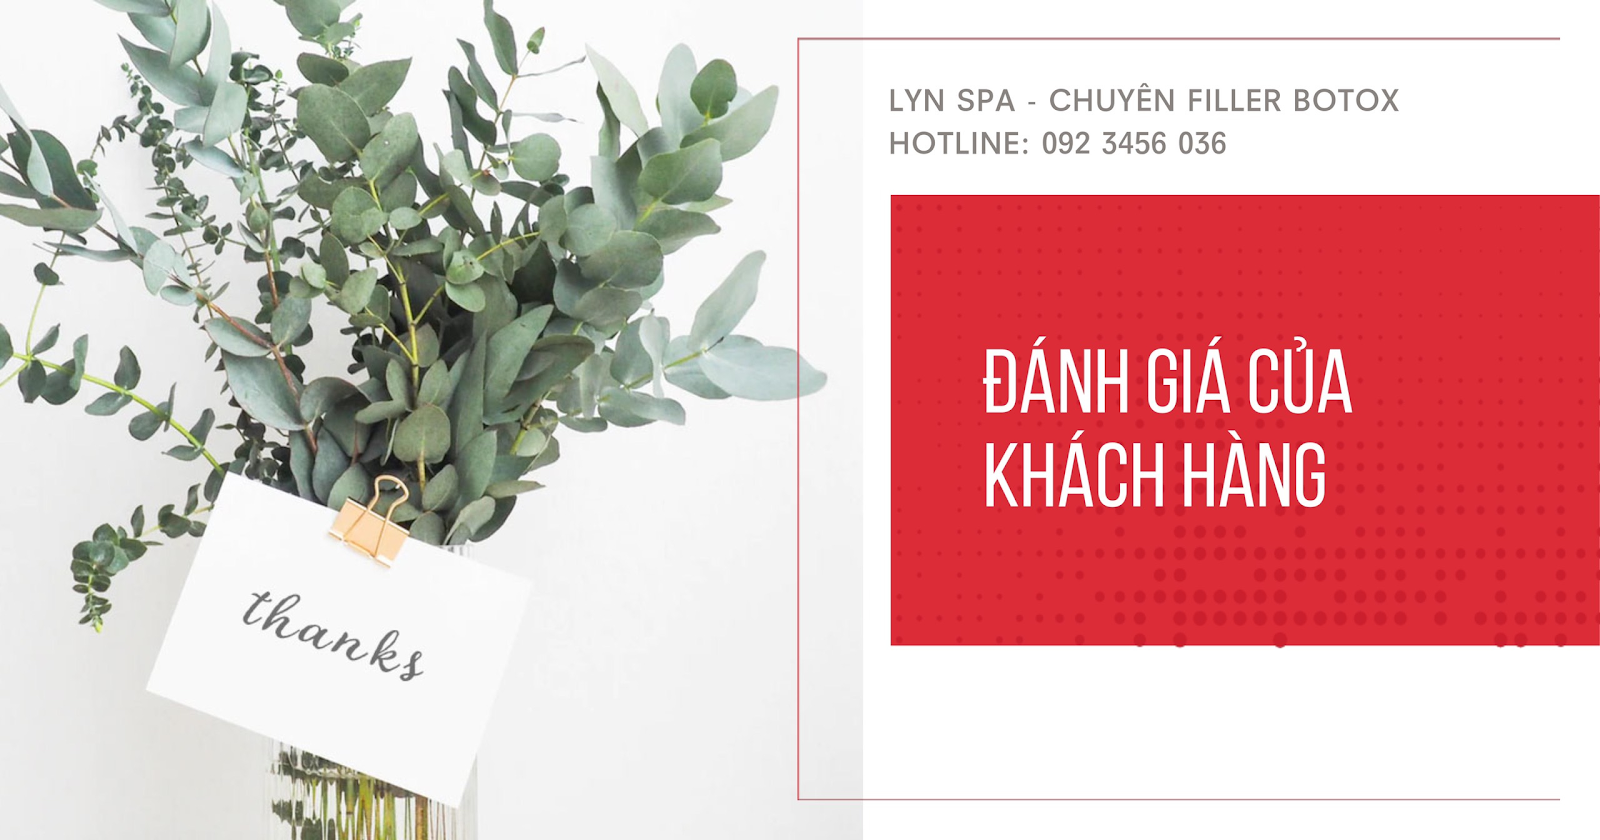 LYN SPA - CHUYÊN FILLER BOTOX
HOTLINE: 092 3456 036
ĐÁNH GIÁ CỦA
KHÁCH HÀNG
thanks